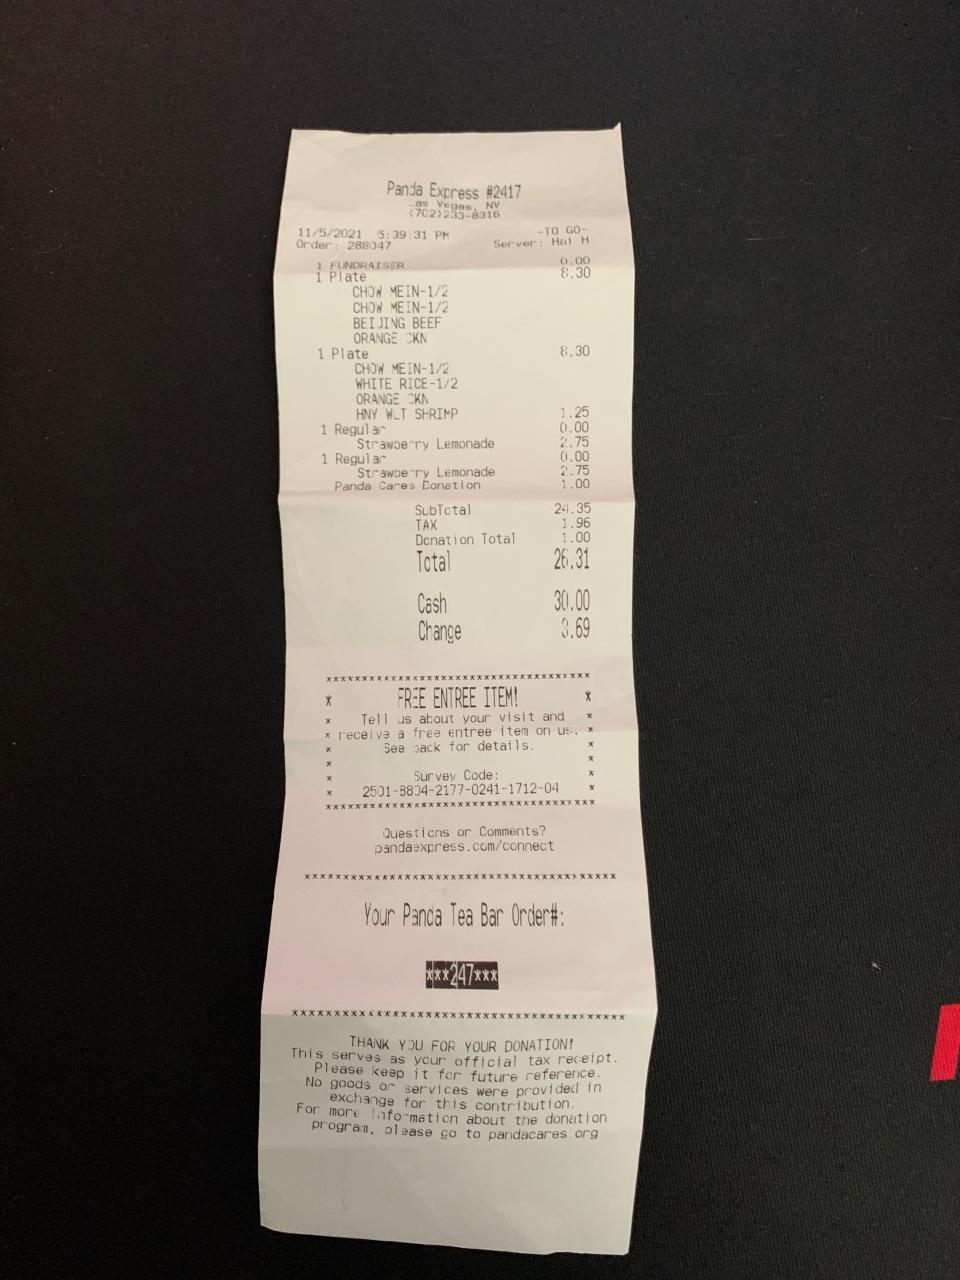 Panda Express #2417
Las Vegas, NV
(702)233-8316
11/5/2021 5:39:31 PM -TO GO-
Order: 288047 Server: Hal H
1 FUNDRAISER 0.00
1 Plate 8.30
CHOW MEIN-1/2
CHOW MEIN-1/2
BEIJING BEEF
ORANGE CKN
1 Plate 8.30
CHOW MEIN-1/2
WHITE RICE-1/2
ORANGE CKN
HNY WLT SHRIMP 1.25
1 Regular 0.00
Strawberry Lemonade 2.75
1 Regular 0.00
Strawberry Lemonade 2.75
Panda Cares Donation 1.00
SubTotal 24.35
TAX 1.96
Donation Total 1.00
Total 26.31
Cash 30.00
Change 3.69
****************************************
* FREE ENTREE ITEM! *
* Tell us about your visit and *
* receive a free entree item on us. *
* See back for details. *
* *
* Survey Code: *
* 2501-8804-2177-0241-1712-04 *
****************************************
Questions or Comments?
pandaexpress.com/connect
****************************************
Your Panda Tea Bar Order#:
***247***
****************************************
THANK YOU FOR YOUR DONATION!
This serves as your official tax receipt.
Please keep it for future reference.
No goods or services were provided in
exchange for this contribution.
For more information about the donation
program, please go to pandacares.org